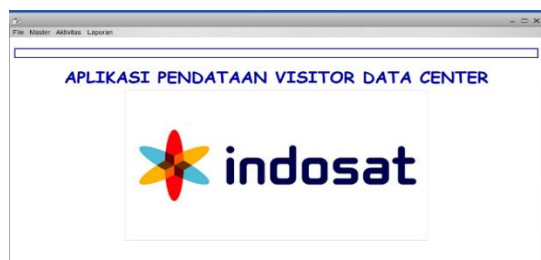 File Master Aktivitas Laporan
APLIKASI PENDATAAN VISITOR DATA CENTER
indosat